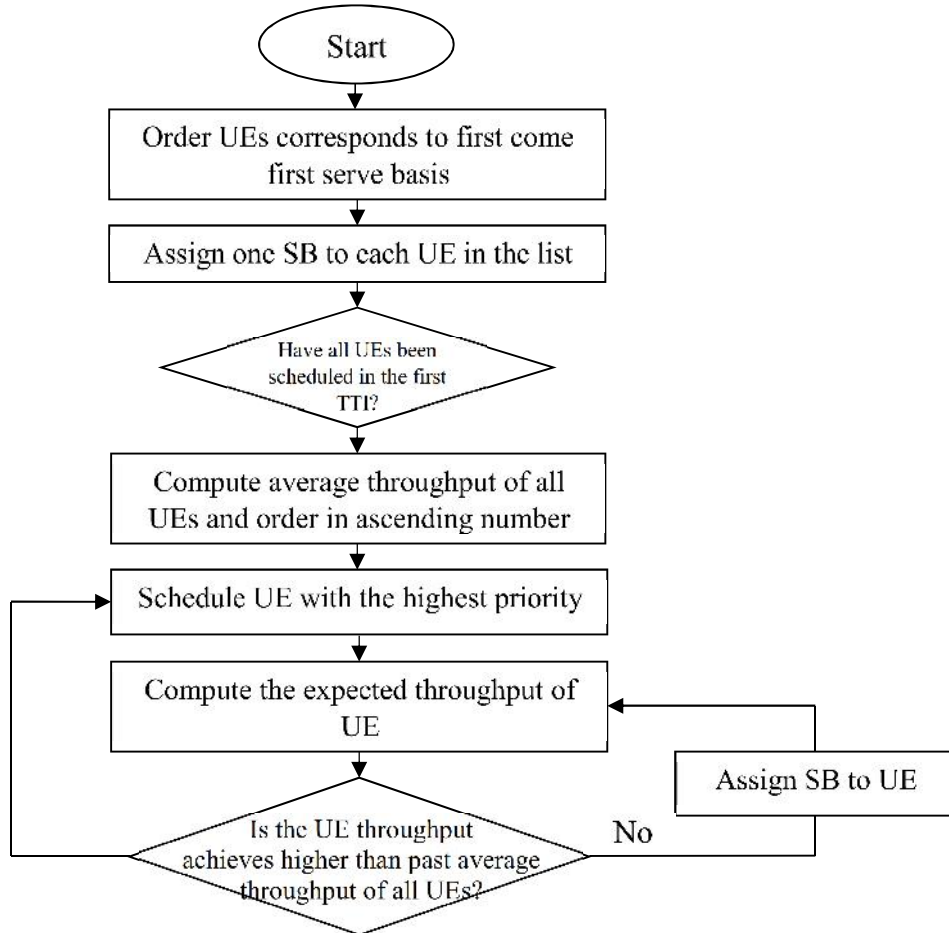 Start
Order UEs corresponds to first come
first serve basis
Assign one SB to each UE in the list
Have all UEs been
scheduled in the first
TTI?
Compute average throughput of all
UEs and order in ascending number
Schedule UE with the highest priority
Compute the expected throughput of
UE
Assign SB to UE
No
Is the UE throughput
achieves higher than past average
throughput of all UEs?